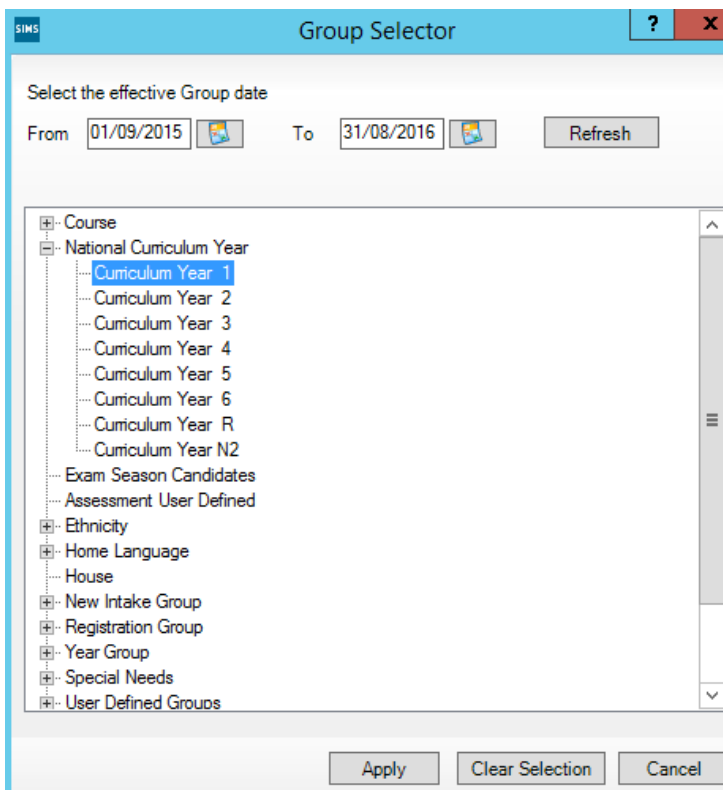 SIMS Group Selector ? x
Select the effective Group date
From 01/09/2015 To 31/08/2016 Refresh
Course
National Curriculum Year
Curriculum Year 1
Curriculum Year 2
Curriculum Year 3
Curriculum Year 4
Curriculum Year 5
Curriculum Year 6
Curriculum Year R
Curriculum Year N2
Exam Season Candidates
Assessment User Defined
Ethnicity
Home Language
House
New Intake Group
Registration Group
Year Group
Special Needs
User Defined Groups
Apply Clear Selection Cancel